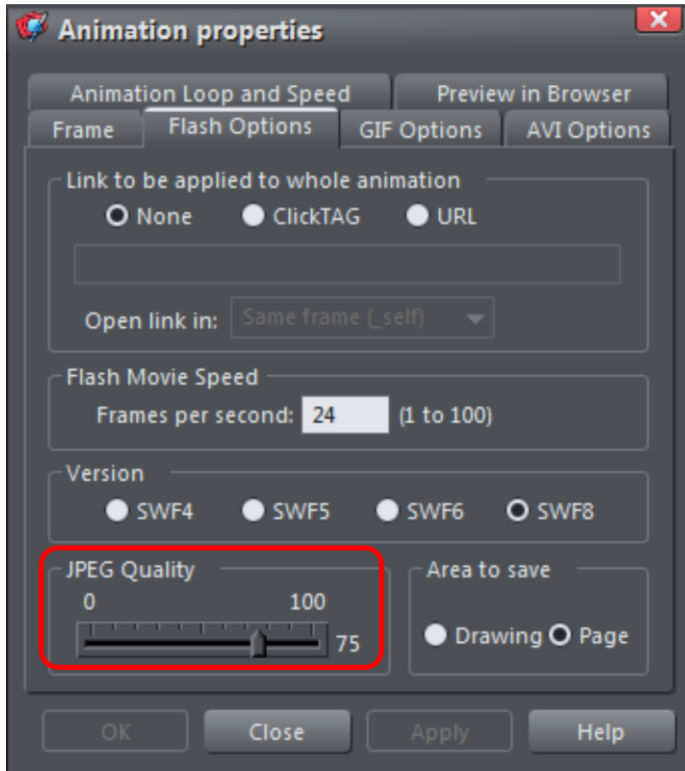 Animation properties
Animation Loop and Speed Preview in Browser
Frame Flash Options GIF Options AVI Options
Link to be applied to whole animation
None ClickTAG URL
Open link in: Same frame (_self)
Flash Movie Speed
Frames per second: 24 (1 to 100)
Version
SWF4 SWF5 SWF6 SWF8
JPEG Quality Area to save
0 100
75 Drawing Page
OK Close Apply Help